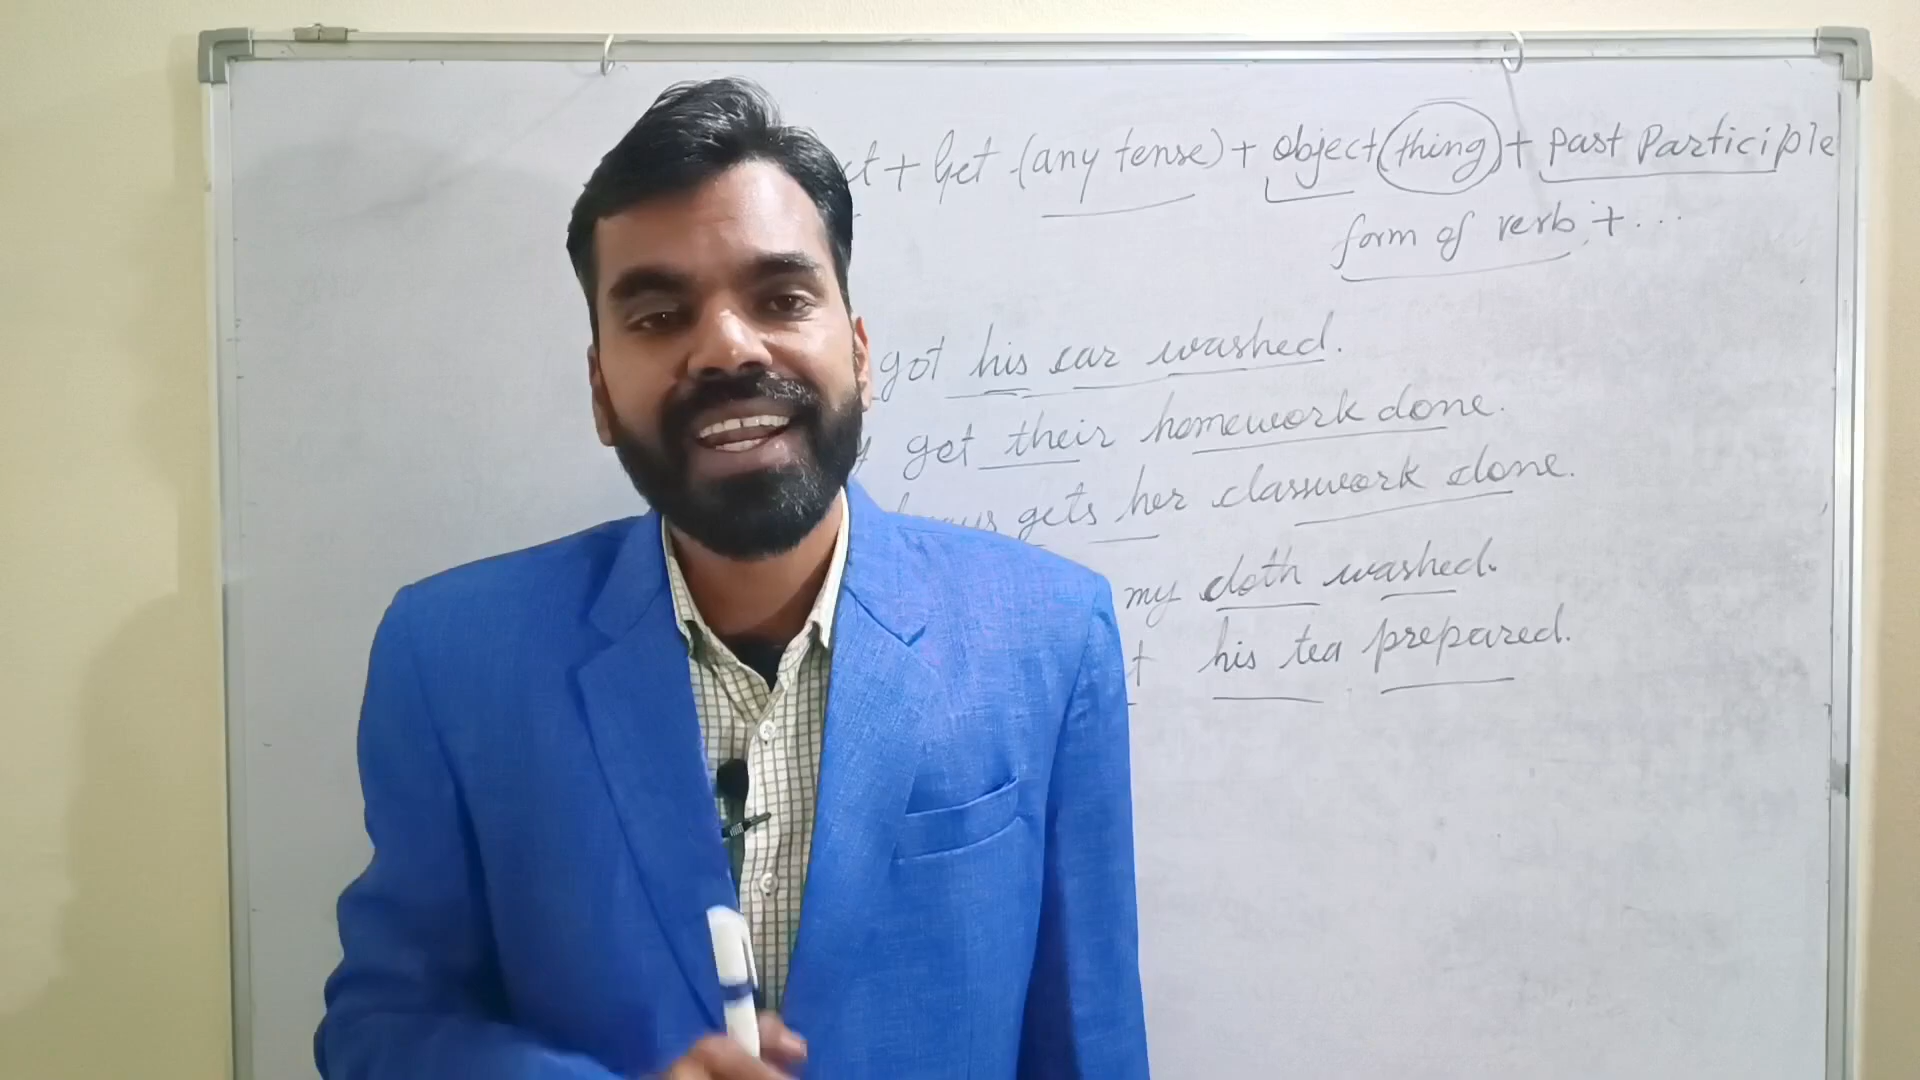 + Get (any tense) + object (thing) + past Participle
form of verb + ...
got his car washed.
get their homework done.
gets her classwork done.
my cloth washed.
his tea prepared.